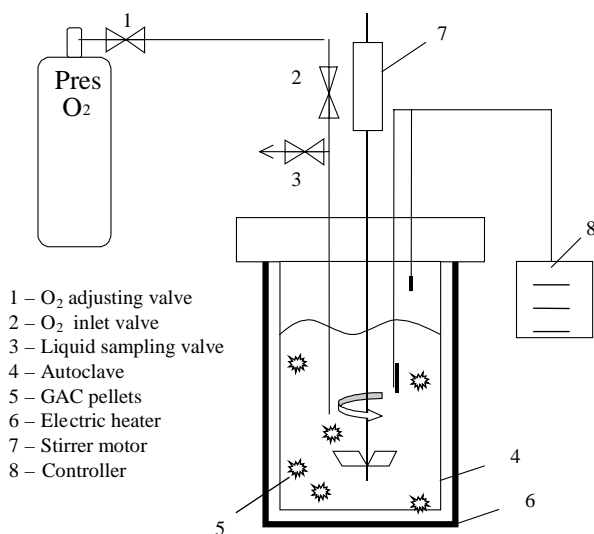 1
Pres
O₂
2
7
3
8
1 – O₂ adjusting valve
2 – O₂ inlet valve
3 – Liquid sampling valve
4 – Autoclave
5 – GAC pellets
6 – Electric heater
7 – Stirrer motor
8 – Controller
4
6
5